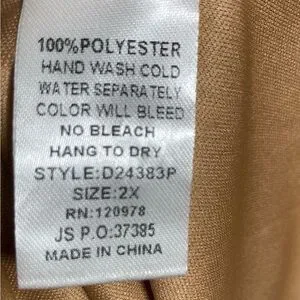 100%POLYESTER
HAND WASH COLD
WATER SEPARATELY
COLOR WILL BLEED
NO BLEACH
HANG TO DRY
STYLE:D24383P
SIZE:2X
RN:120978
JS P.O:37385
MADE IN CHINA